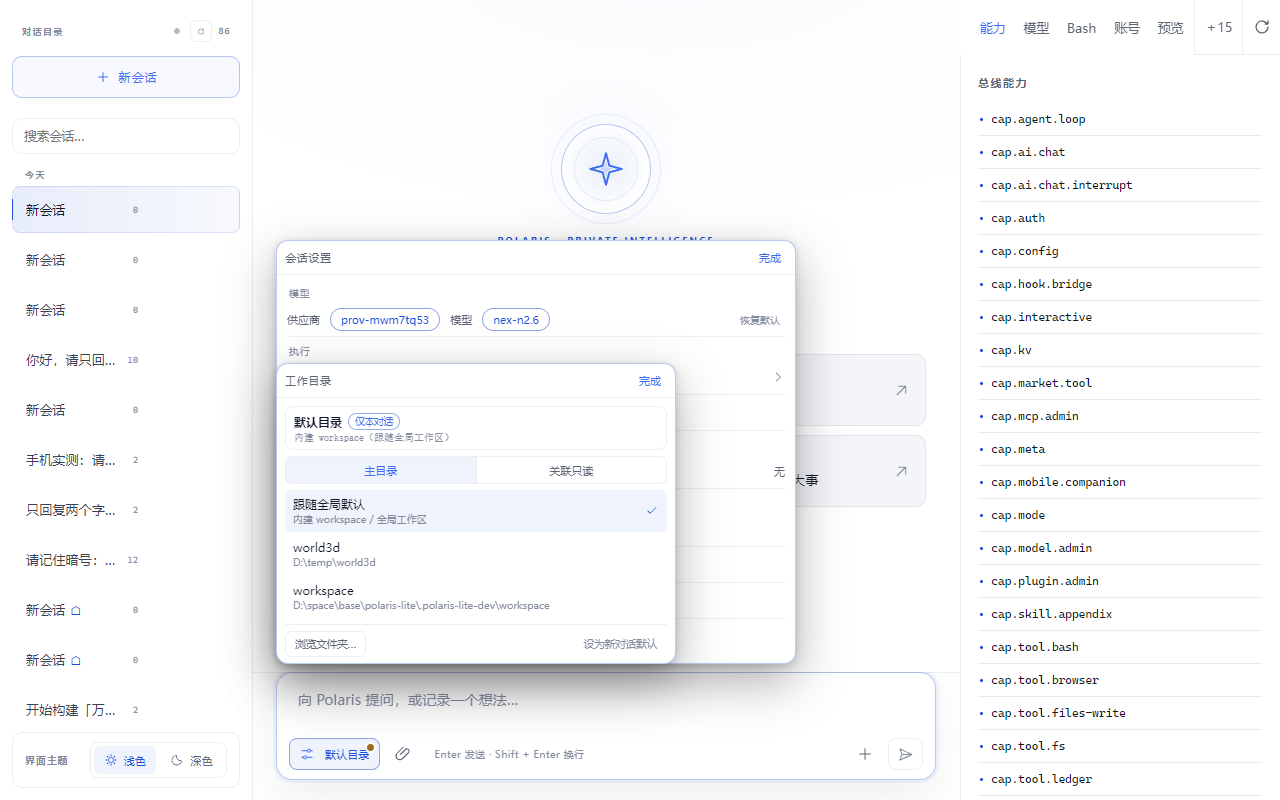 对话目录
86
新会话
搜索会话...
今天
新会话 0
新会话 0
新会话 0
你好，请只回... 10
新会话 0
手机实测：请... 2
只回复两个字... 2
请记住暗号：... 12
新会话 0
新会话 0
开始构建「万... 2
界面主题
浅色
深色
POLARIS PRIVATE INTELLIGENCE
会话设置
完成
模型
供应商 prov-mwm7tq53 模型 nex-n2.6 恢复默认
执行
无
大事
工作目录
完成
默认目录 仅本对话
内建 workspace（跟随全局工作区）
主目录
关联只读
跟随全局默认
内建 workspace / 全局工作区
world3d
D:\temp\world3d
workspace
D:\space\base\polaris-lite\.polaris-lite-dev\workspace
浏览文件夹...
设为新对话默认
向 Polaris 提问，或记录一个想法...
默认目录
Enter 发送 · Shift + Enter 换行
能力 模型 Bash 账号 预览 +15
总线能力
• cap.agent.loop
• cap.ai.chat
• cap.ai.chat.interrupt
• cap.auth
• cap.config
• cap.hook.bridge
• cap.interactive
• cap.kv
• cap.market.tool
• cap.mcp.admin
• cap.meta
• cap.mobile.companion
• cap.mode
• cap.model.admin
• cap.plugin.admin
• cap.skill.appendix
• cap.tool.bash
• cap.tool.browser
• cap.tool.files-write
• cap.tool.fs
• cap.tool.ledger